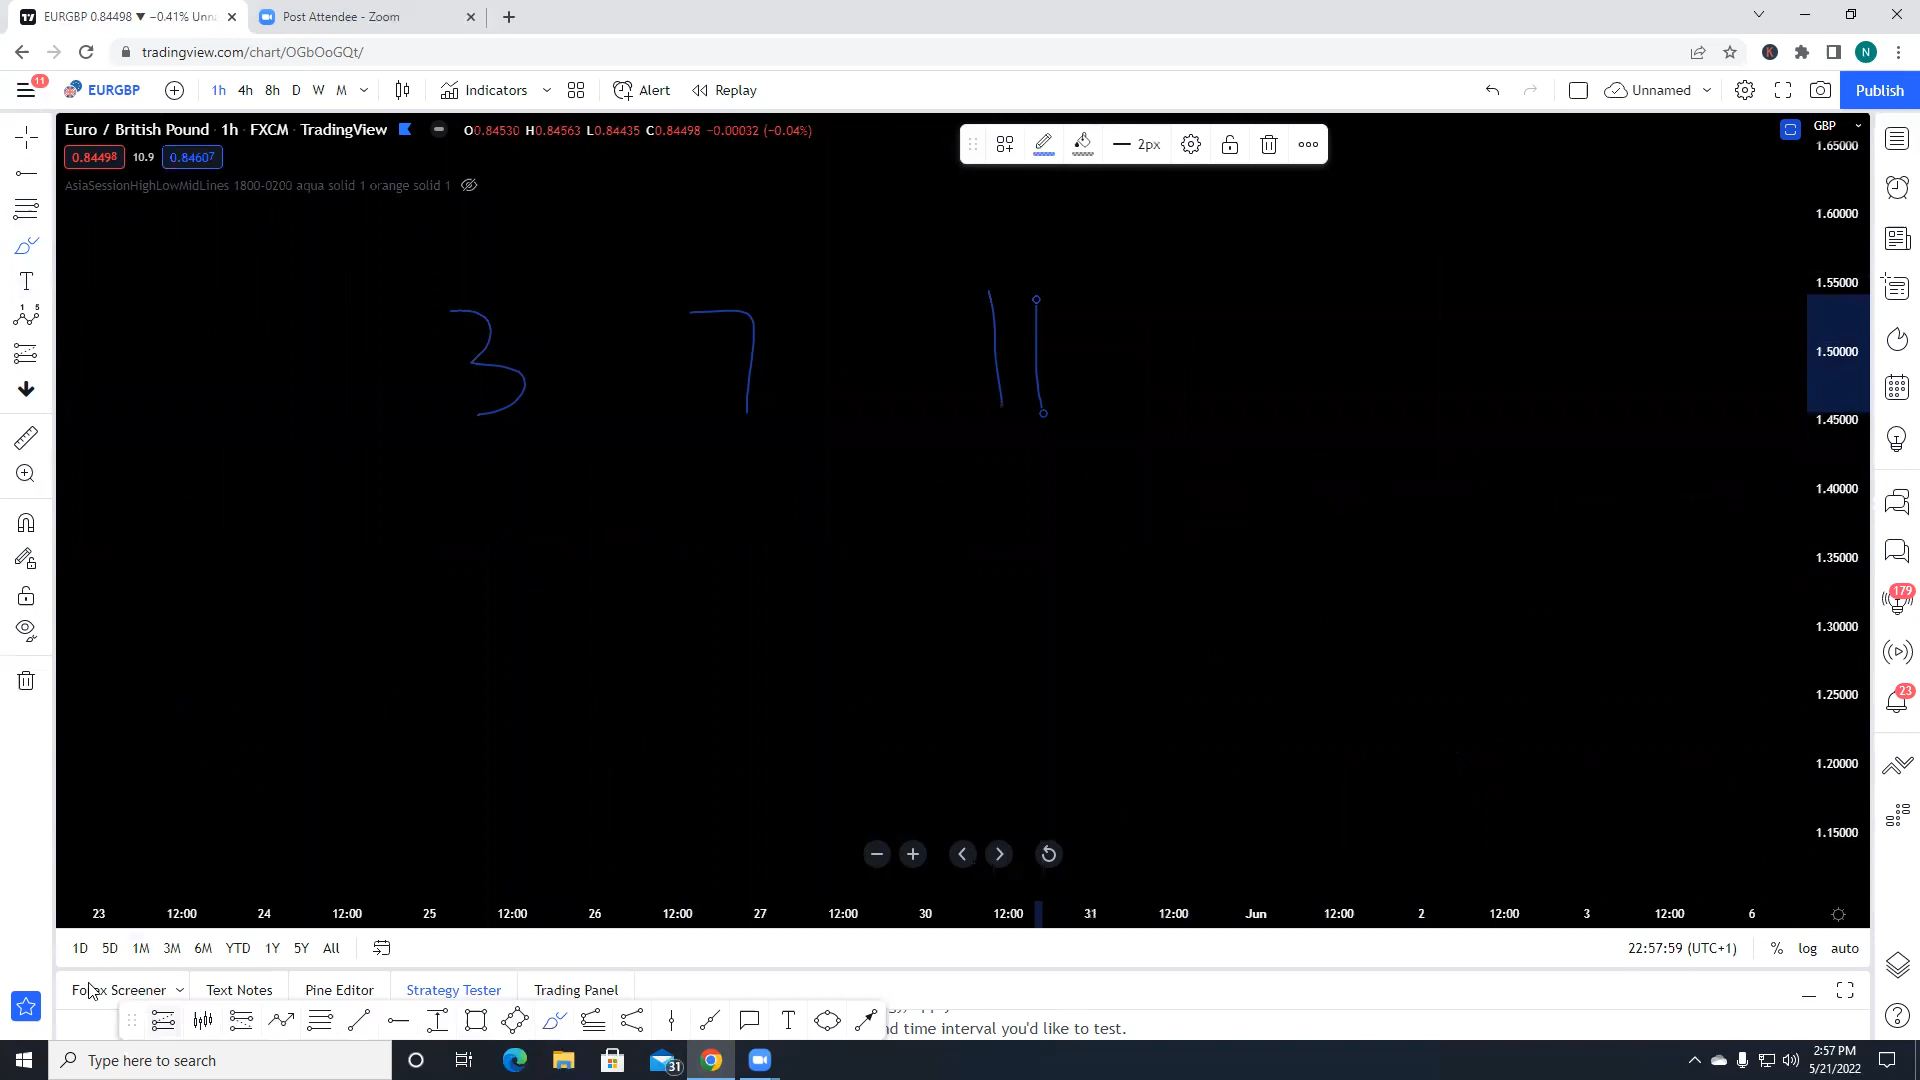 EURGBP 0.84498 ▼ −0.41% Unna
Post Attendee - Zoom
tradingview.com/chart/OGbOoGQt/
N
11
EURGBP
1h 4h 8h D W M
Indicators
Alert
Replay
Unnamed
Publish
Euro / British Pound · 1h · FXCM · TradingView
O0.84530 H0.84563 L0.84435 C0.84498 −0.00032 (−0.04%)
0.84498 10.9 0.84607
AsiaSessionHighLowMidLines 1800-0200 aqua solid 1 orange solid 1
2px
GBP
1.65000
1.60000
1.55000
1.50000
1.45000
1.40000
1.35000
1.30000
1.25000
1.20000
1.15000
3 7 11
179
23
23 12:00 24 12:00 25 12:00 26 12:00 27 12:00 30 12:00 31 12:00 Jun 12:00 2 12:00 3 12:00 6
1D 5D 1M 3M 6M YTD 1Y 5Y All
22:57:59 (UTC+1) % log auto
Forex Screener Text Notes Pine Editor Strategy Tester Trading Panel
nd time interval you'd like to test.
Type here to search
31
2:57 PM
5/21/2022